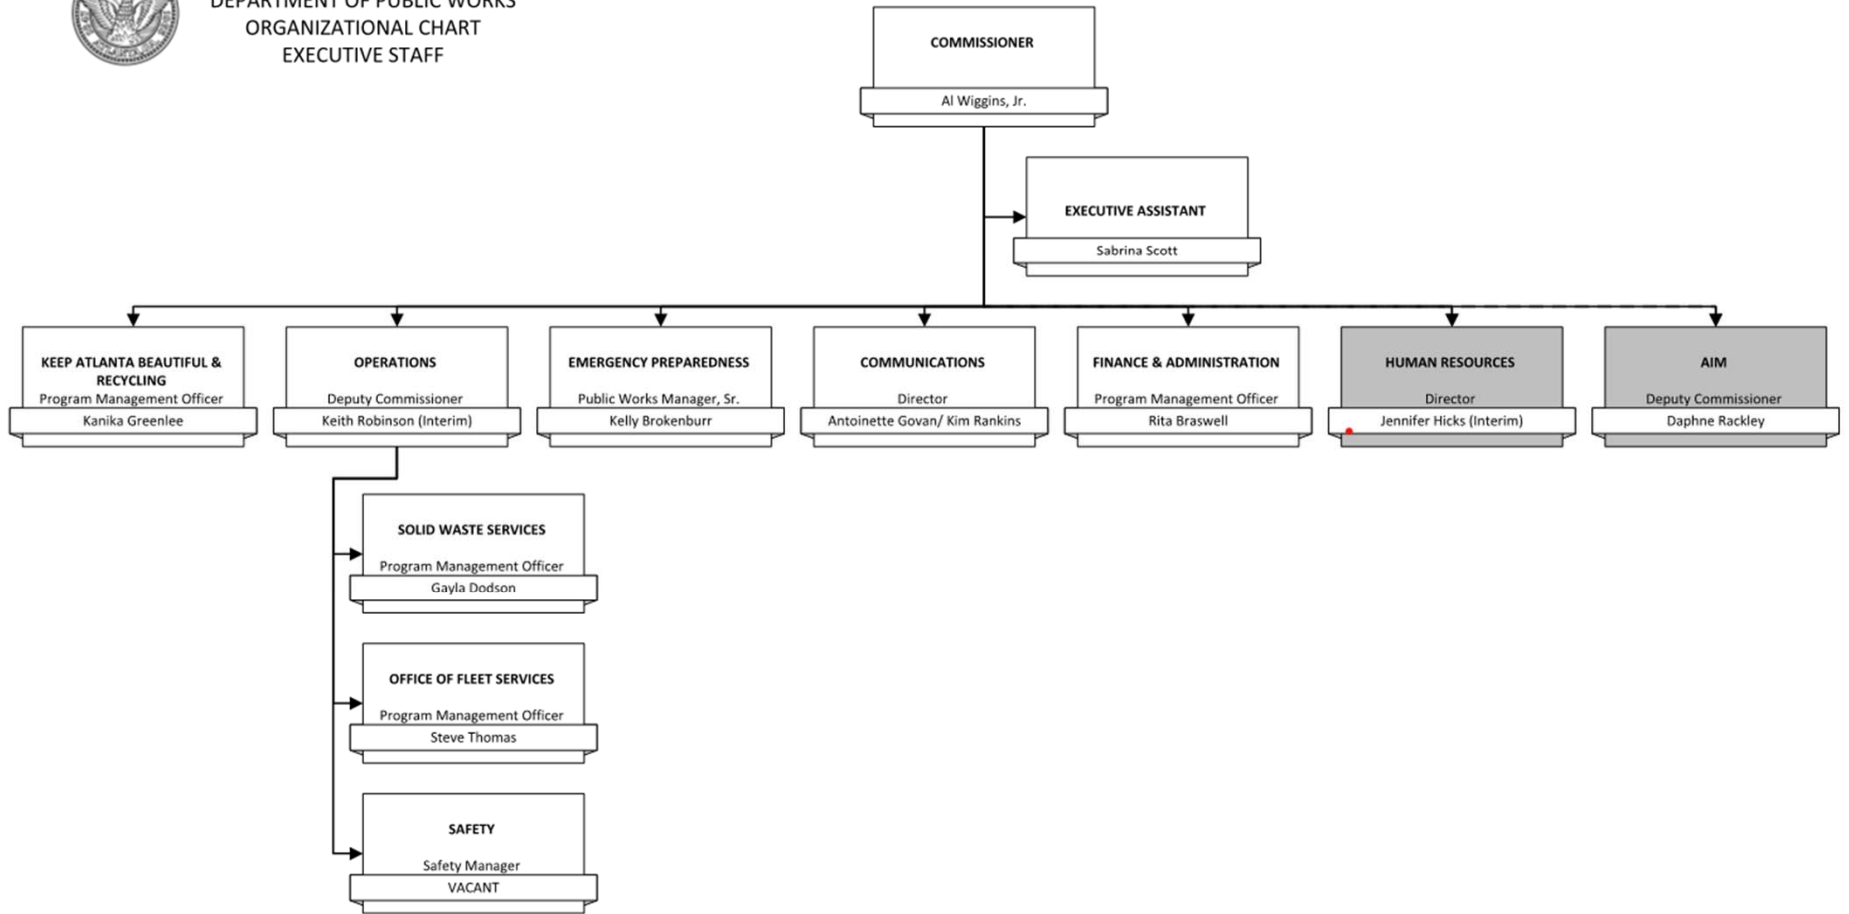 DEPARTMENT OF PUBLIC WORKS
ORGANIZATIONAL CHART
EXECUTIVE STAFF
COMMISSIONER
Al Wiggins, Jr.
EXECUTIVE ASSISTANT
Sabrina Scott
KEEP ATLANTA BEAUTIFUL &
RECYCLING
Program Management Officer
Kanika Greenlee
OPERATIONS
Deputy Commissioner
Keith Robinson (Interim)
EMERGENCY PREPAREDNESS
Public Works Manager, Sr.
Kelly Brokenburr
COMMUNICATIONS
Director
Antoinette Govan/ Kim Rankins
FINANCE & ADMINISTRATION
Program Management Officer
Rita Braswell
HUMAN RESOURCES
Director
Jennifer Hicks (Interim)
AIM
Deputy Commissioner
Daphne Rackley
SOLID WASTE SERVICES
Program Management Officer
Gayla Dodson
OFFICE OF FLEET SERVICES
Program Management Officer
Steve Thomas
SAFETY
Safety Manager
VACANT